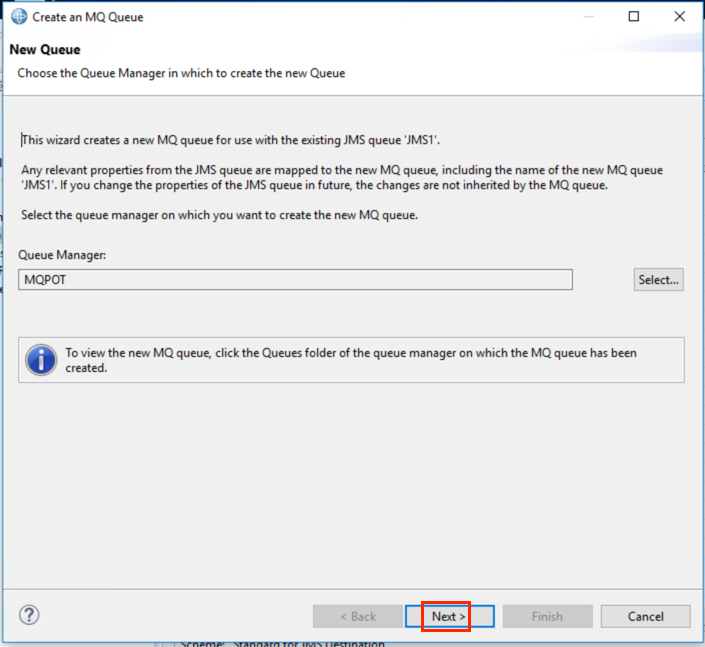 Create an MQ Queue
New Queue
Choose the Queue Manager in which to create the new Queue
This wizard creates a new MQ queue for use with the existing JMS queue 'JMS1'.
Any relevant properties from the JMS queue are mapped to the new MQ queue, including the name of the new MQ queue
'JMS1'. If you change the properties of the JMS queue in future, the changes are not inherited by the MQ queue.
Select the queue manager on which you want to create the new MQ queue.
Queue Manager:
MQPOT
Select...
To view the new MQ queue, click the Queues folder of the queue manager on which the MQ queue has been
created.
< Back
Next >
Finish
Cancel
Scheme: Standard for JMS Destination